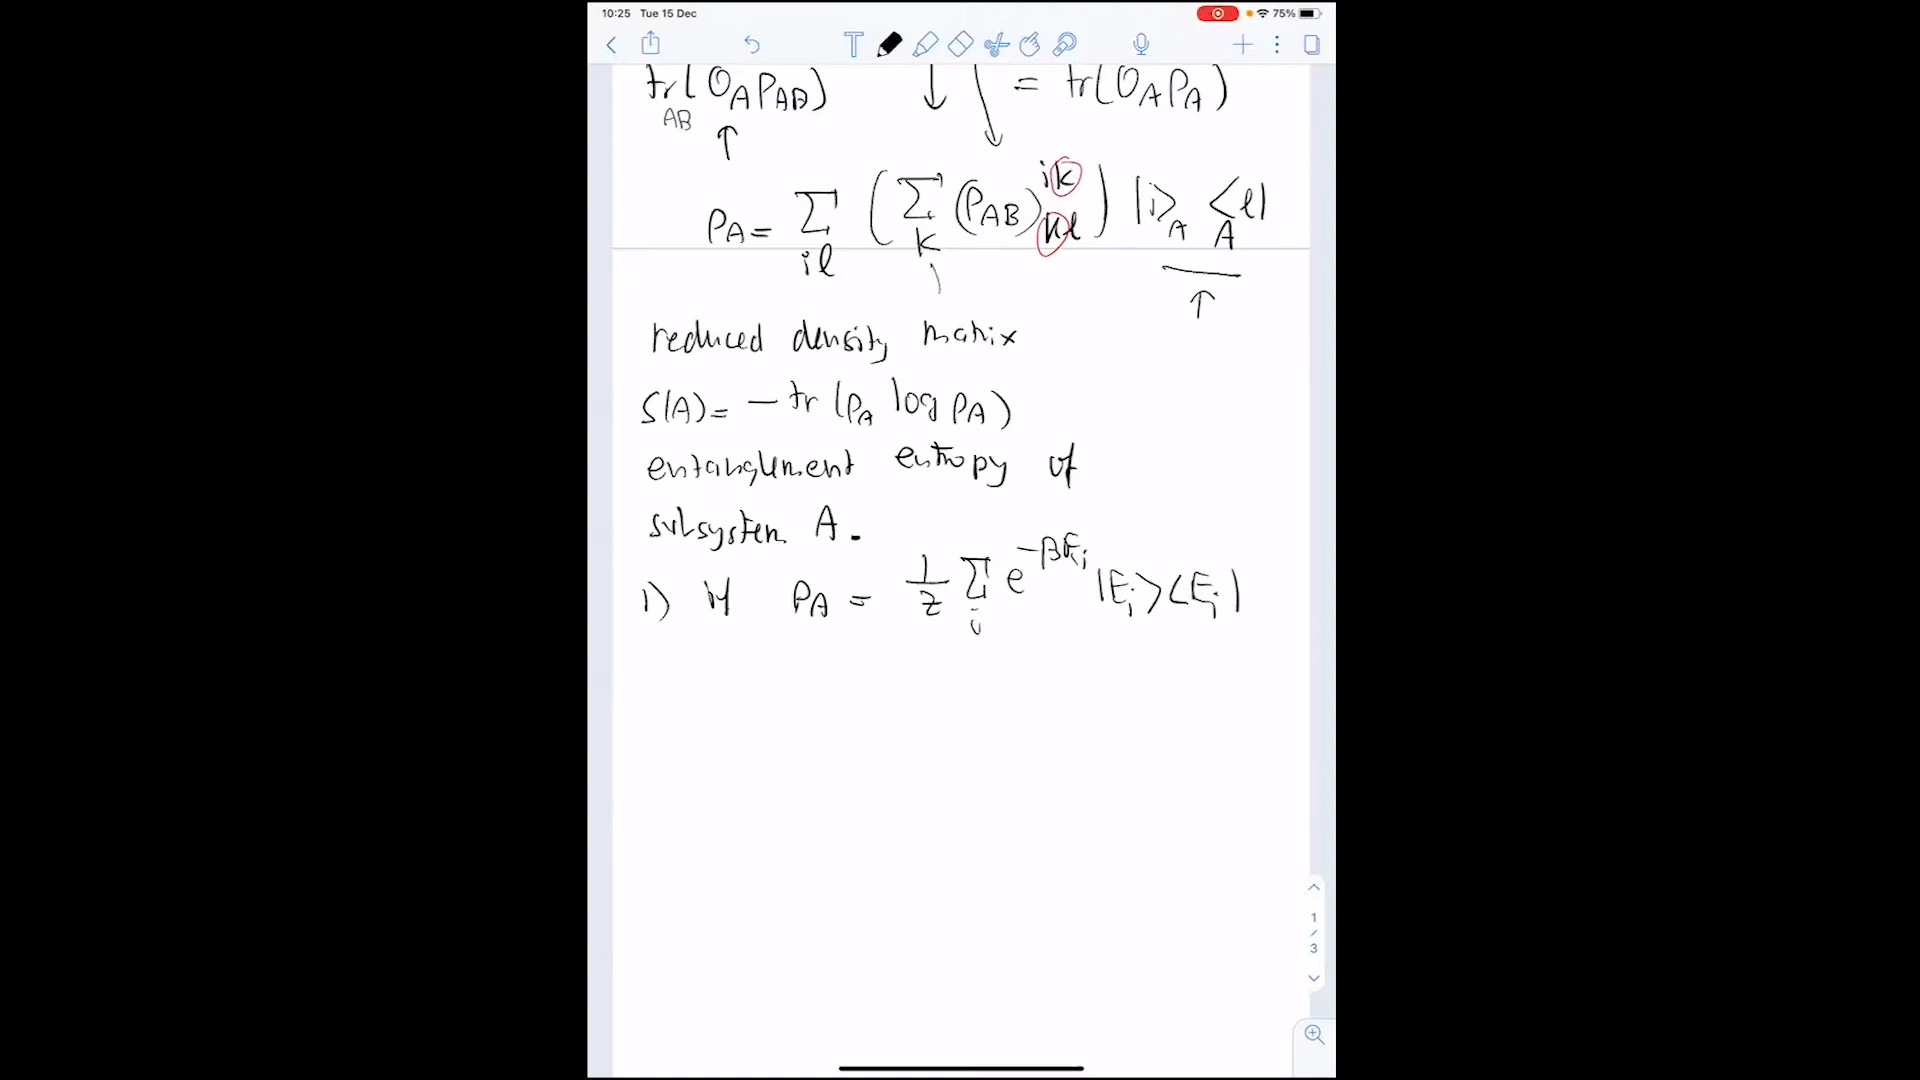 10:25 Tue 15 Dec 75%
tr(O_A ρ_AB) = tr(O_A ρ_A)
AB
ρ_A = Σ_{il} ( Σ_k (ρ_AB)^{ik}_{kl} ) |i>_A _A<l|
reduced density matrix
S(A) = - tr (ρ_A log ρ_A)
entanglement entropy of
subsystem A.
1) if ρ_A = 1/Z Σ_i e^{-βE_i} |E_i><E_i|
1
/
3